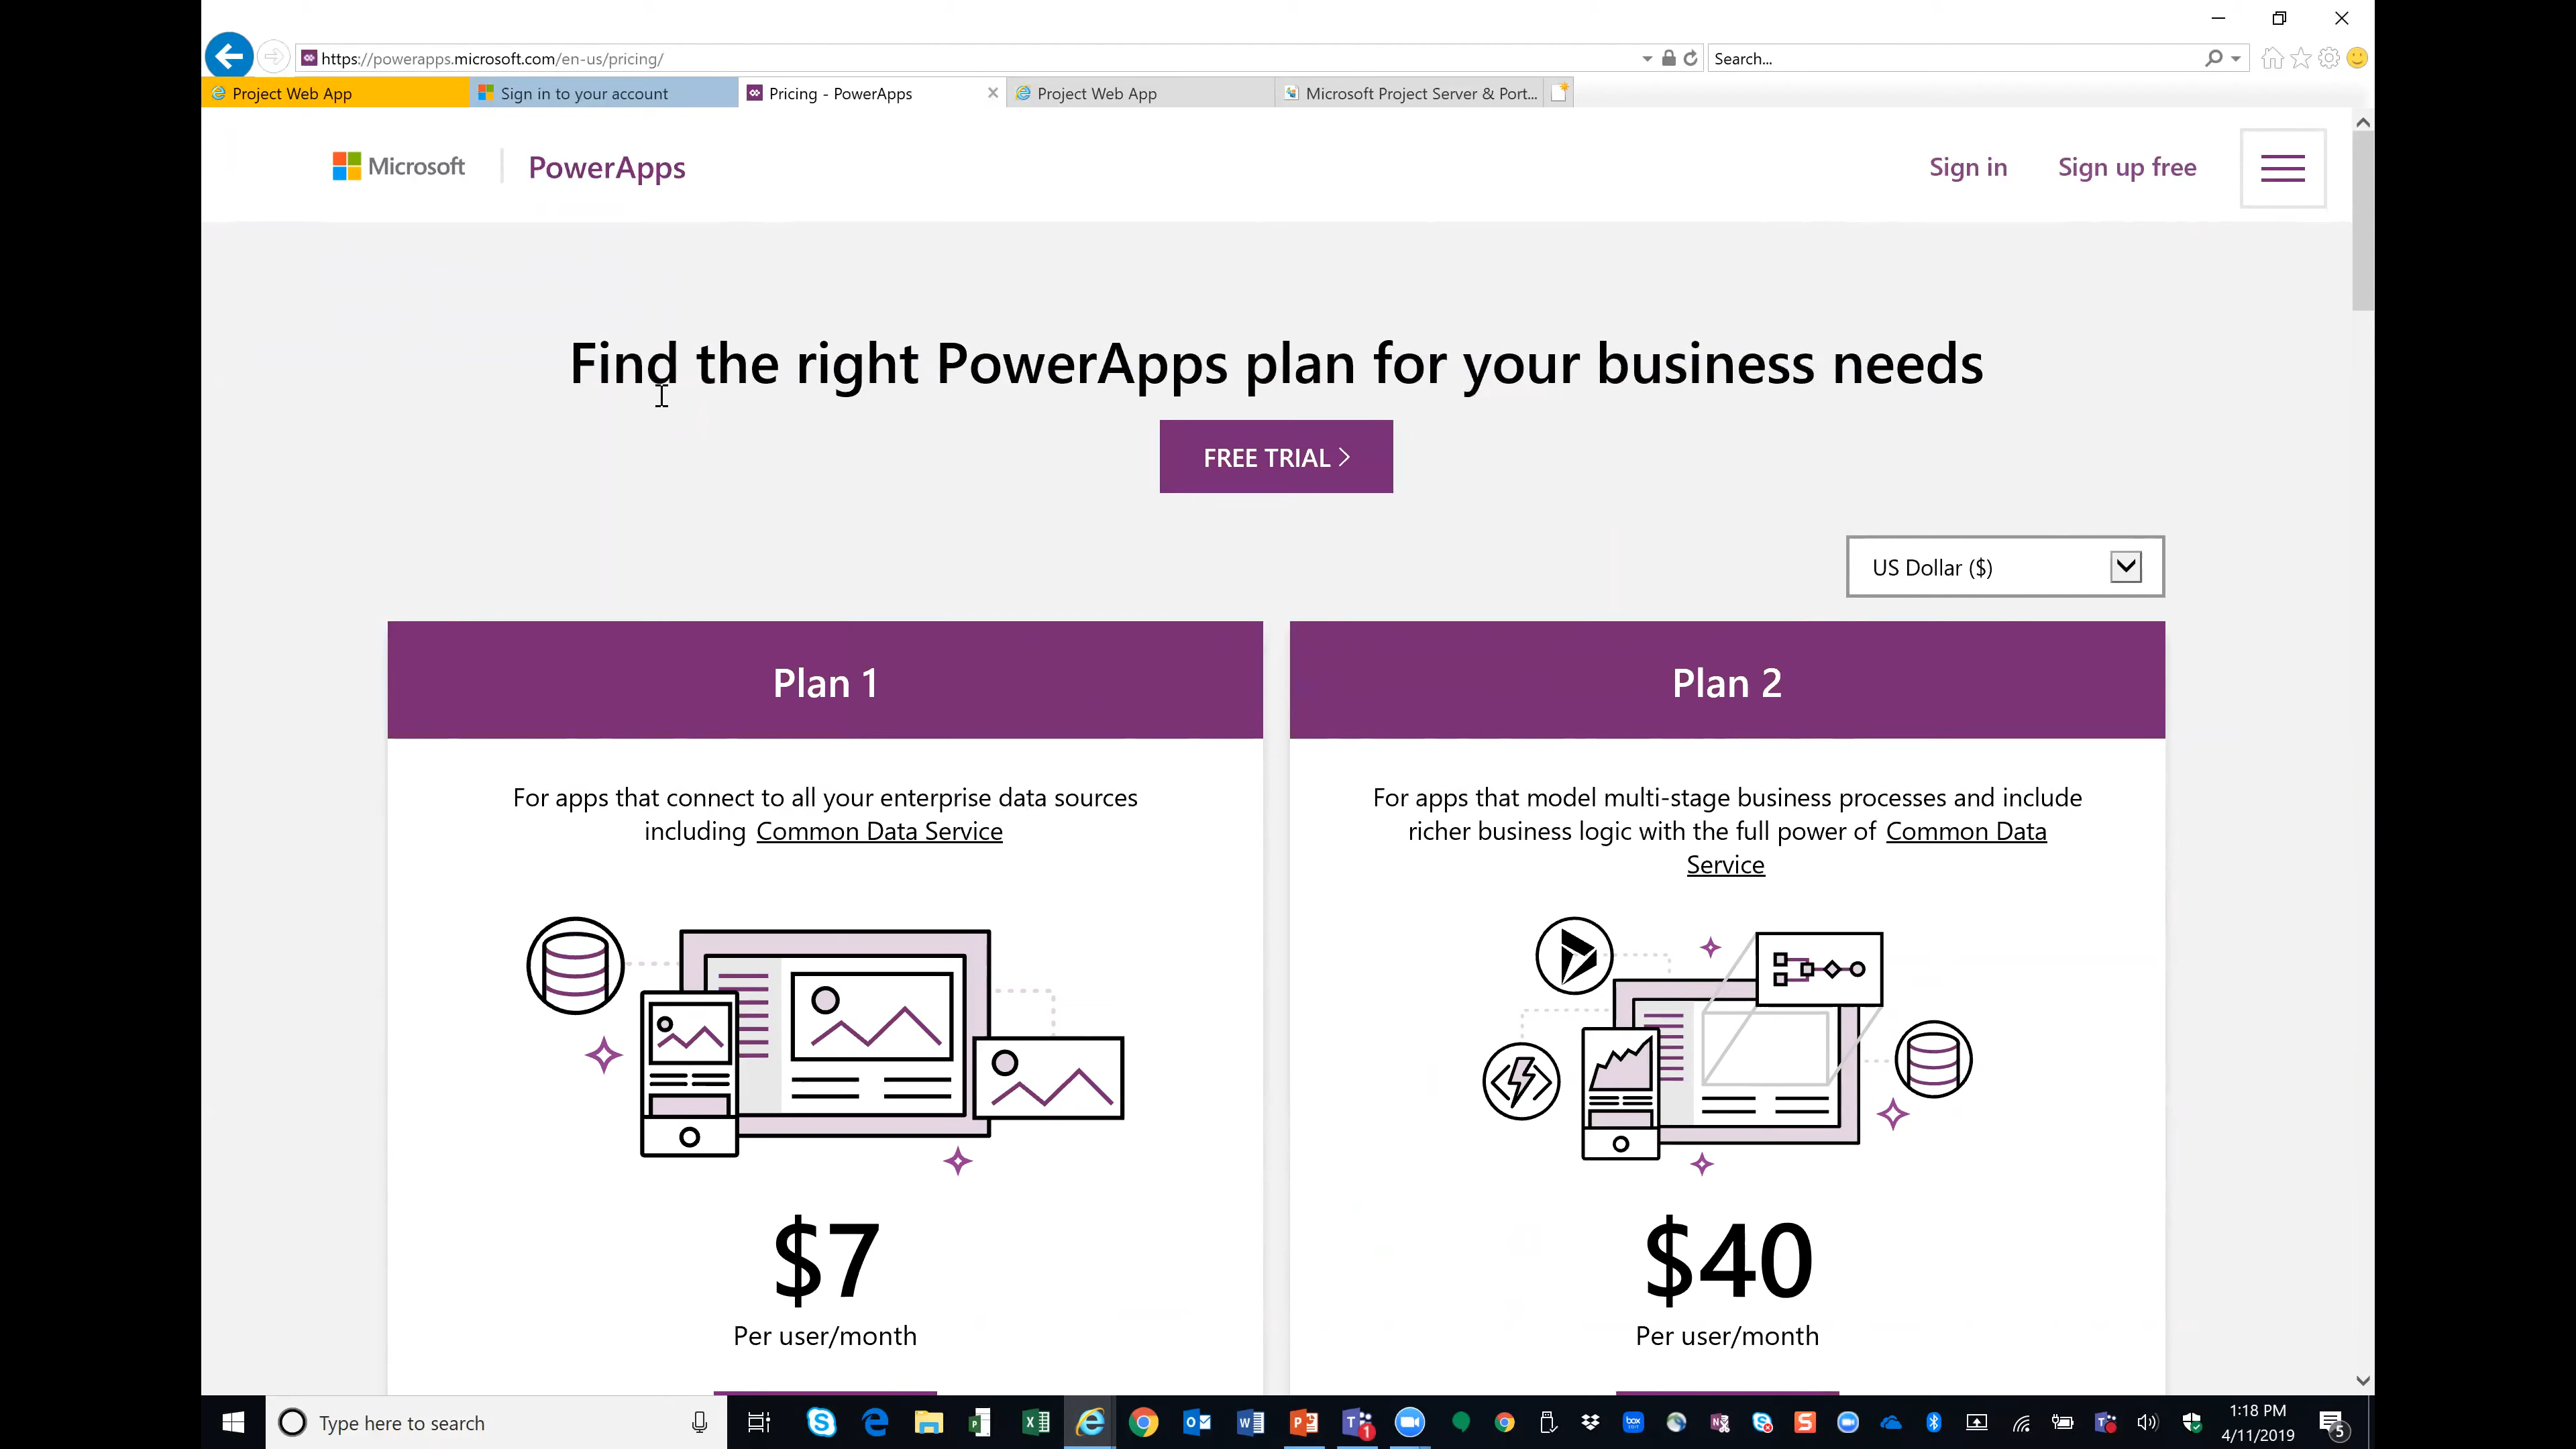 https://powerapps.microsoft.com/en-us/pricing/
Search...
Project Web App
Sign in to your account
Pricing - PowerApps
Project Web App
Microsoft Project Server & Port...
Microsoft
PowerApps
Sign in
Sign up free
Find the right PowerApps plan for your business needs
FREE TRIAL
US Dollar ($)
Plan 1
For apps that connect to all your enterprise data sources
including Common Data Service
$7
Per user/month
Plan 2
For apps that model multi-stage business processes and include
richer business logic with the full power of Common Data
Service
$40
Per user/month
Type here to search
1:18 PM
4/11/2019
5